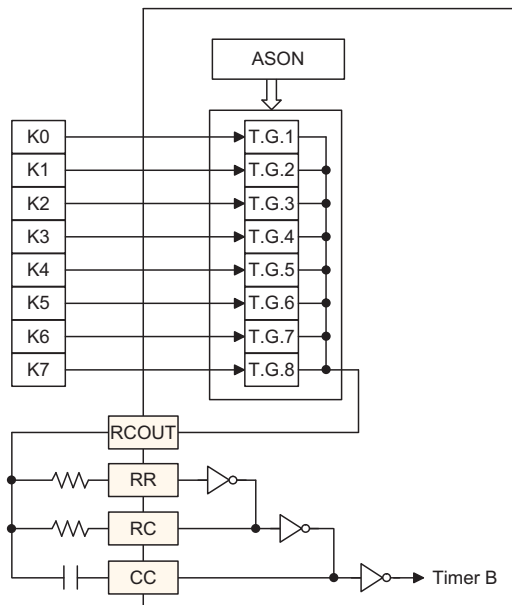 ASON
K0 T.G.1
K1 T.G.2
K2 T.G.3
K3 T.G.4
K4 T.G.5
K5 T.G.6
K6 T.G.7
K7 T.G.8
RCOUT
RR
RC
CC Timer B